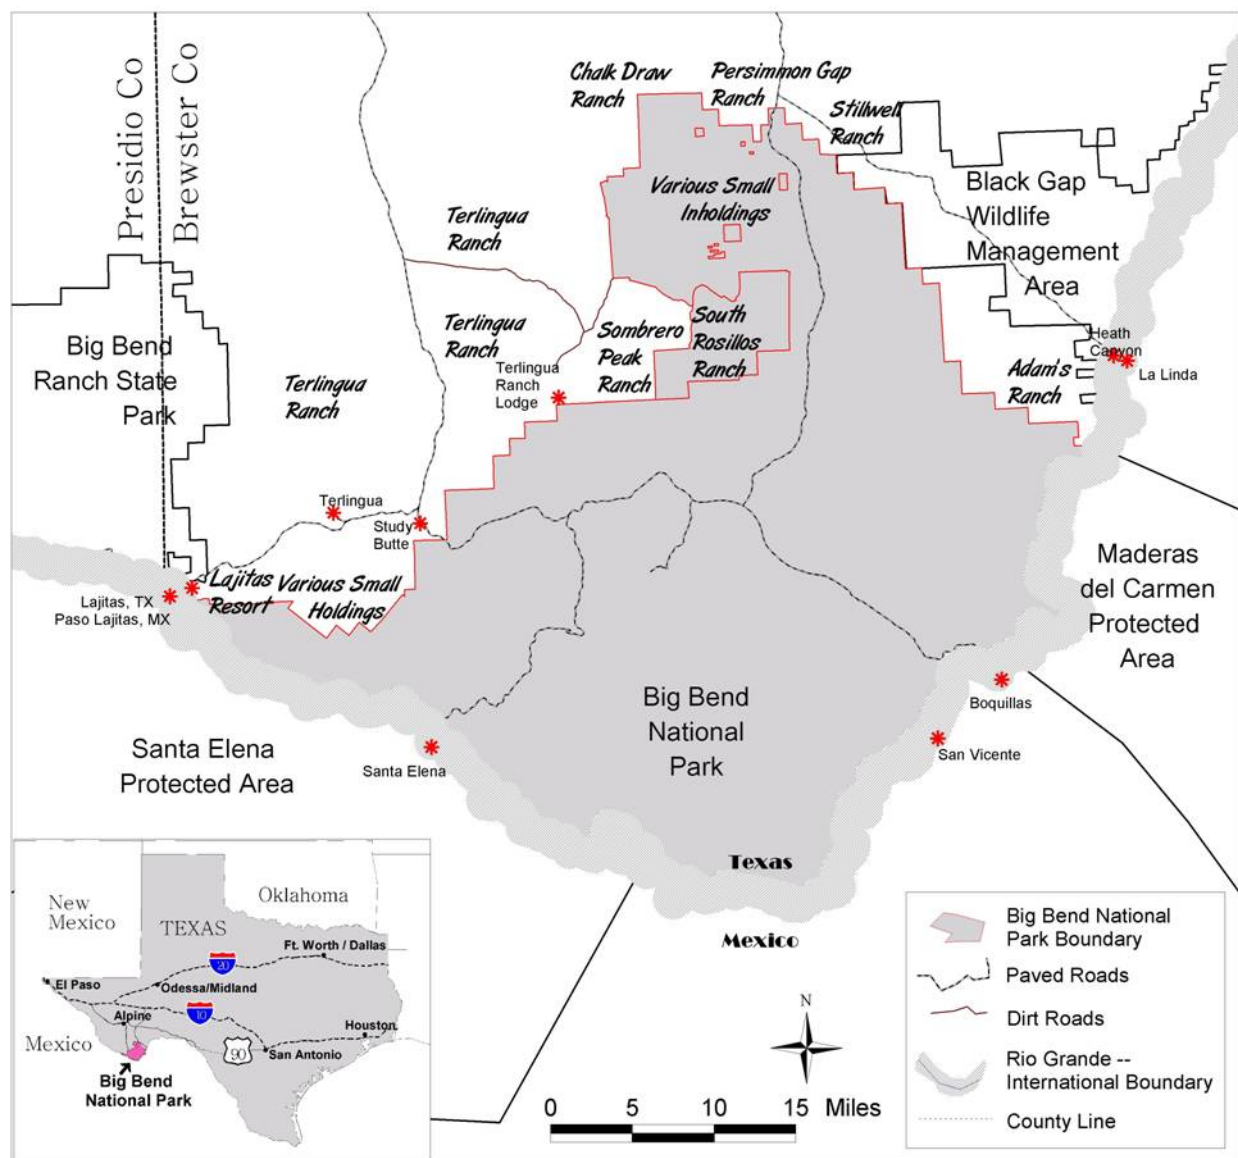 Presidio Co
Brewster Co
Chalk Draw
Ranch
Persimmon Gap
Ranch
Stillwell
Ranch
Various Small
Inholdings
Black Gap
Wildlife
Management
Area
Terlingua
Ranch
Terlingua
Ranch
Terlingua
Ranch
Sombrero
Peak
Ranch
South
Rosillos
Ranch
Big Bend
Ranch State
Park
Terlingua
Ranch
Lodge
Heath
Canyon
La Linda
Adam's
Ranch
Terlingua
Study
Butte
Lajitas
Resort
Various Small
Holdings
Lajitas, TX
Paso Lajitas, MX
Maderas
del Carmen
Protected
Area
Big Bend
National
Park
Boquillas
San Vicente
Santa Elena
Protected Area
Santa Elena
Texas
Mexico
New
Mexico
Oklahoma
TEXAS
Ft. Worth / Dallas
20
El Paso
Odessa/Midland
10
Alpine
Houston
Mexico
90
San Antonio
Big Bend
National Park
N
0 5 10 15 Miles
Big Bend National
Park Boundary
Paved Roads
Dirt Roads
Rio Grande --
International Boundary
County Line